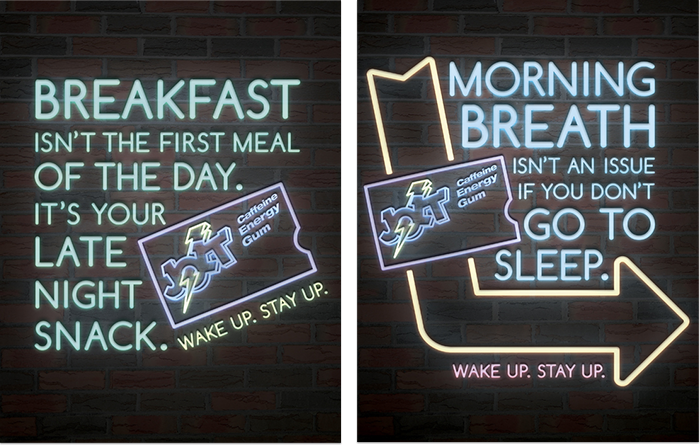 BREAKFAST
ISN'T THE FIRST MEAL
OF THE DAY.
IT'S YOUR
LATE
NIGHT
SNACK.
JOLT
Caffeine
Energy
Gum
WAKE UP. STAY UP.
MORNING
BREATH
ISN'T AN ISSUE
IF YOU DON'T
GO TO
SLEEP.
JOLT
Caffeine
Energy
Gum
WAKE UP. STAY UP.